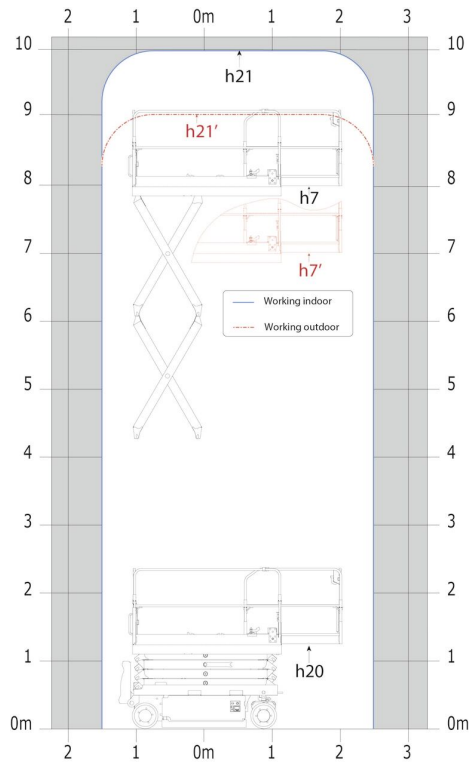 2 1 0m 1 2 3
10 10
h21
9 9
h21'
8 8
h7
7 7
h7'
6 6
Working indoor
Working outdoor
5 5
4 4
3 3
2 2
1 1
h20
0m 0m
2 1 0m 1 2 3